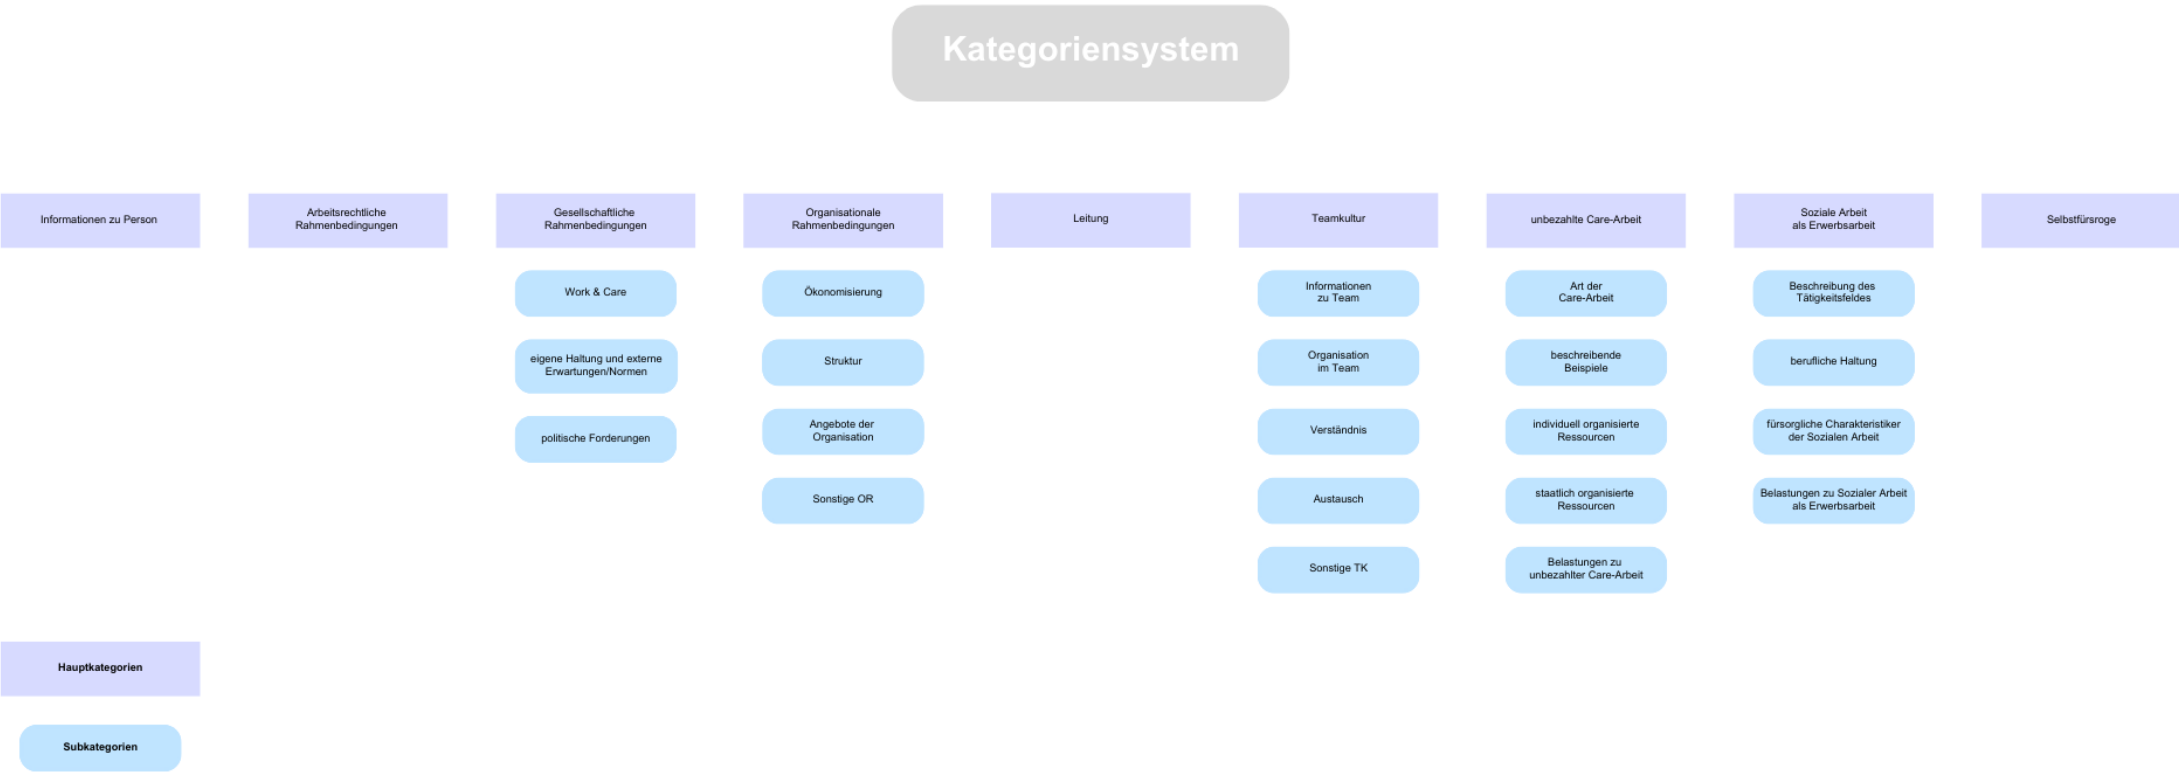 Kategoriensystem
Informationen zu Person
Arbeitsrechtliche
Rahmenbedingungen
Gesellschaftliche
Rahmenbedingungen
Organisationale
Rahmenbedingungen
Leitung
Teamkultur
unbezahlte Care-Arbeit
Soziale Arbeit
als Erwerbsarbeit
Selbstfürsroge
Work & Care
eigene Haltung und externe
Erwartungen/Normen
politische Forderungen
Ökonomisierung
Struktur
Angebote der
Organisation
Sonstige OR
Informationen
zu Team
Organisation
im Team
Verständnis
Austausch
Sonstige TK
Art der
Care-Arbeit
beschreibende
Beispiele
individuell organisierte
Ressourcen
staatlich organisierte
Ressourcen
Belastungen zu
unbezahlter Care-Arbeit
Beschreibung des
Tätigkeitsfeldes
berufliche Haltung
fürsorgliche Charakteristiker
der Sozialen Arbeit
Belastungen zu Sozialer Arbeit
als Erwerbsarbeit
Hauptkategorien
Subkategorien